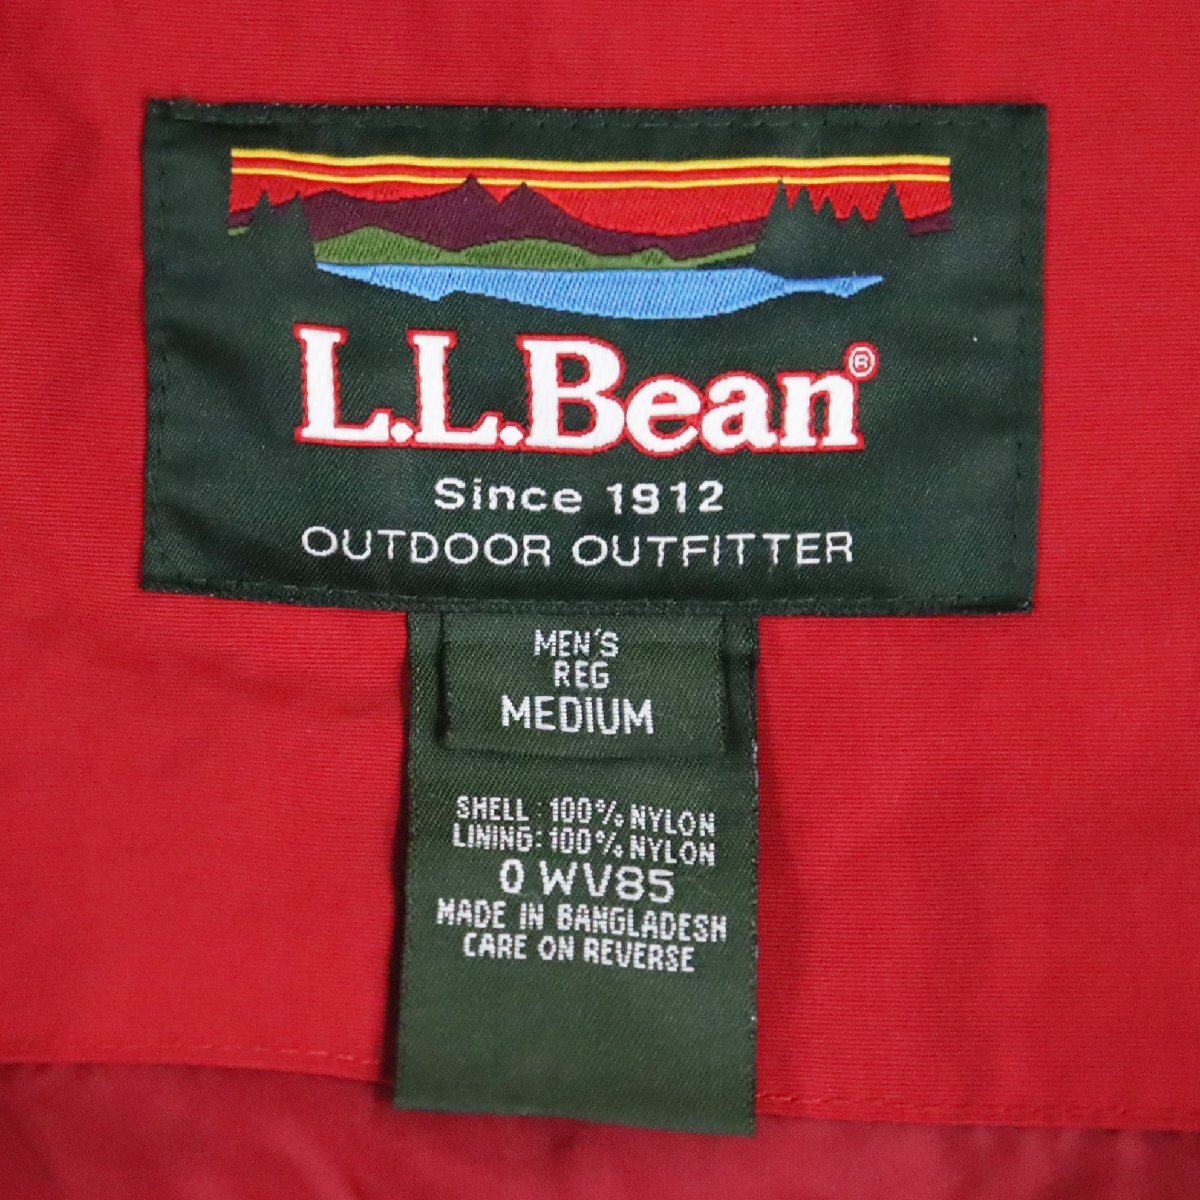 L.L.Bean®
Since 1912
OUTDOOR OUTFITTER
MEN'S
REG
MEDIUM
SHELL: 100% NYLON
LINING: 100% NYLON
0 WV85
MADE IN BANGLADESH
CARE ON REVERSE